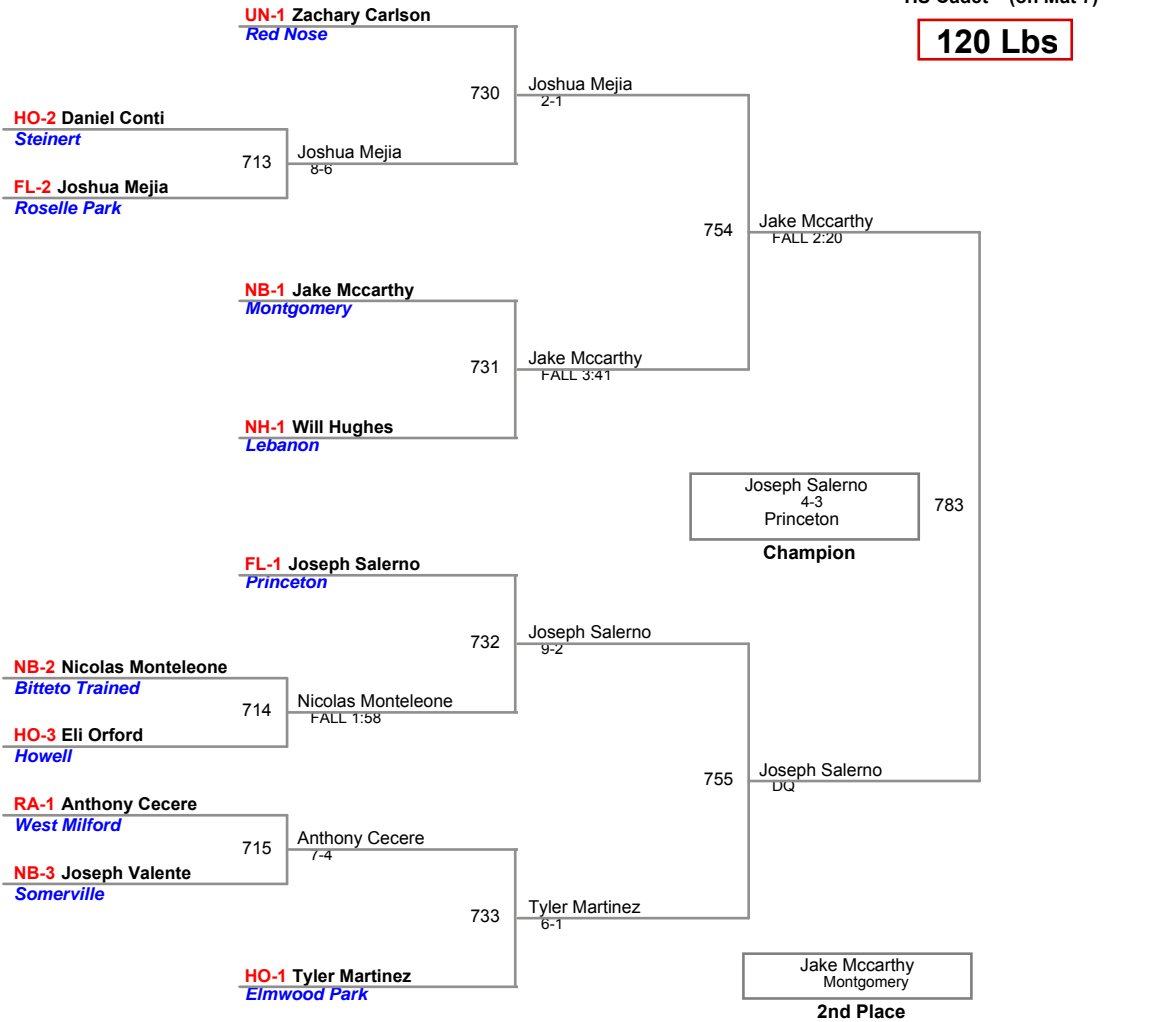 HS Cadet (on Mat 7)
120 Lbs
UN-1 Zachary Carlson
Red Nose
730
Joshua Mejia
2-1
HO-2 Daniel Conti
Steinert
713
Joshua Mejia
8-6
FL-2 Joshua Mejia
Roselle Park
754
Jake Mccarthy
FALL 2:20
NB-1 Jake Mccarthy
Montgomery
731
Jake Mccarthy
FALL 3:41
NH-1 Will Hughes
Lebanon
Joseph Salerno
4-3
Princeton
783
Champion
FL-1 Joseph Salerno
Princeton
732
Joseph Salerno
9-2
NB-2 Nicolas Monteleone
Bitteto Trained
714
Nicolas Monteleone
FALL 1:58
HO-3 Eli Orford
Howell
755
Joseph Salerno
DQ
RA-1 Anthony Cecere
West Milford
715
Anthony Cecere
7-4
NB-3 Joseph Valente
Somerville
733
Tyler Martinez
6-1
HO-1 Tyler Martinez
Elmwood Park
Jake Mccarthy
Montgomery
2nd Place